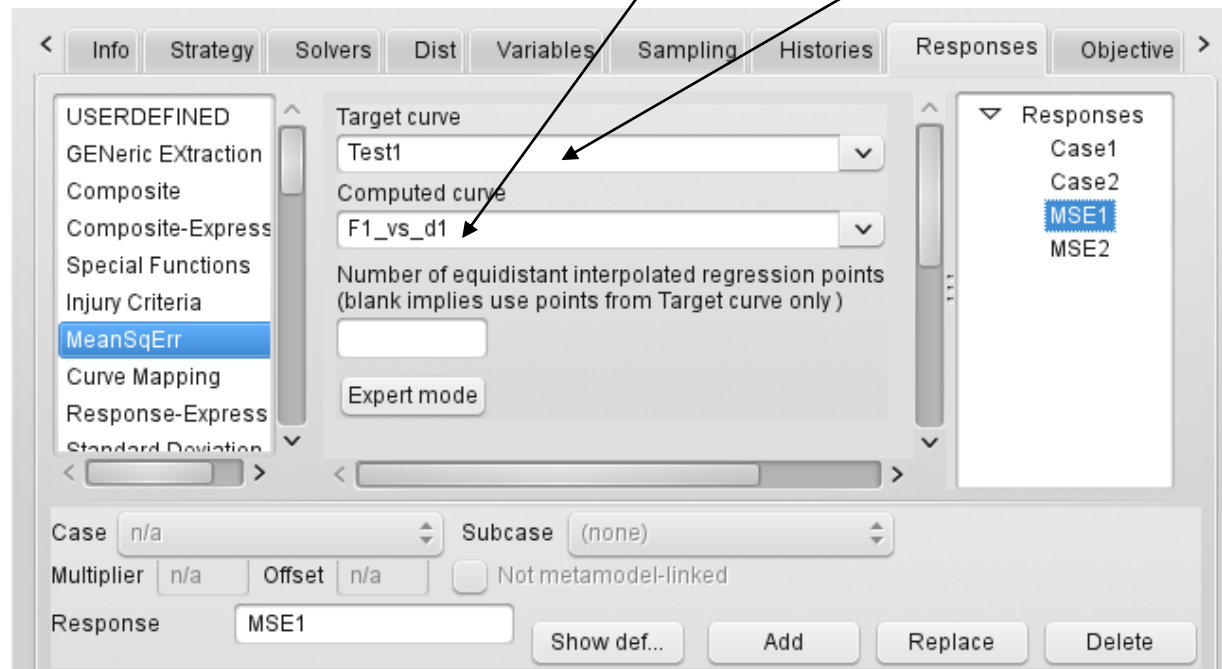 Info Strategy Solvers Dist Variables Sampling Histories Responses Objective
USERDEFINED
GENeric EXtraction
Composite
Composite-Express
Special Functions
Injury Criteria
MeanSqErr
Curve Mapping
Response-Express
Standard Deviation
Target curve
Test1
Computed curve
F1_vs_d1
Number of equidistant interpolated regression points
(blank implies use points from Target curve only )
Expert mode
Responses
Case1
Case2
MSE1
MSE2
Case n/a Subcase (none)
Multiplier n/a Offset n/a Not metamodel-linked
Response MSE1
Show def... Add Replace Delete